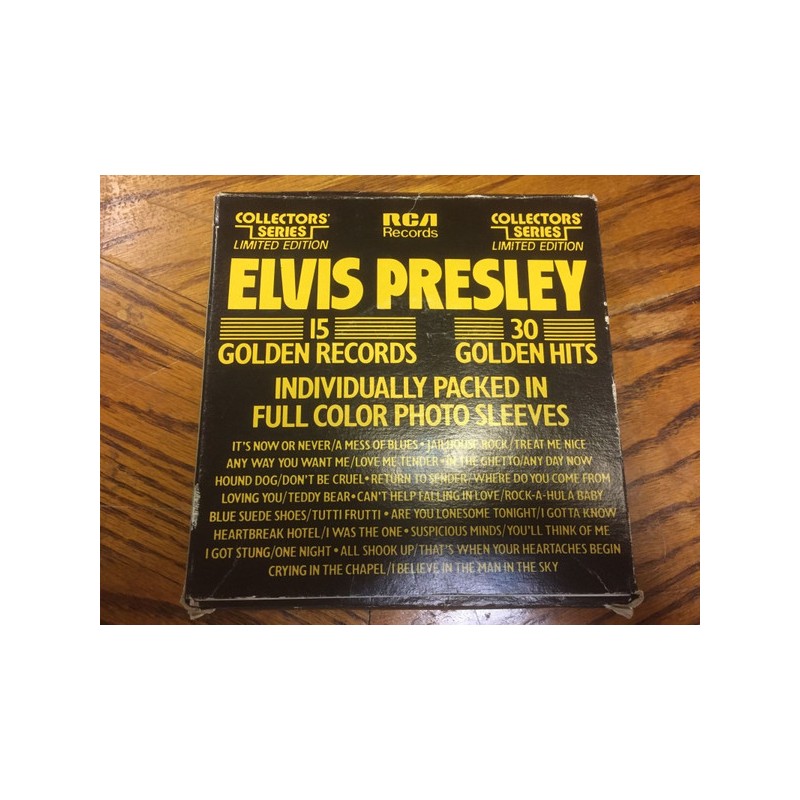 COLLECTORS' SERIES LIMITED EDITION
RCA Records
COLLECTORS' SERIES LIMITED EDITION
ELVIS PRESLEY
15 GOLDEN RECORDS
30 GOLDEN HITS
INDIVIDUALLY PACKED IN
FULL COLOR PHOTO SLEEVES
IT'S NOW OR NEVER/A MESS OF BLUES • JAILHOUSE ROCK/TREAT ME NICE
ANY WAY YOU WANT ME/LOVE ME TENDER • IN THE GHETTO/ANY DAY NOW
HOUND DOG/DON'T BE CRUEL • RETURN TO SENDER/WHERE DO YOU COME FROM
LOVING YOU/TEDDY BEAR • CAN'T HELP FALLING IN LOVE/ROCK-A-HULA BABY
BLUE SUEDE SHOES/TUTTI FRUTTI • ARE YOU LONESOME TONIGHT/I GOTTA KNOW
HEARTBREAK HOTEL/I WAS THE ONE • SUSPICIOUS MINDS/YOU'LL THINK OF ME
I GOT STUNG/ONE NIGHT • ALL SHOOK UP/THAT'S WHEN YOUR HEARTACHES BEGIN
CRYING IN THE CHAPEL/I BELIEVE IN THE MAN IN THE SKY